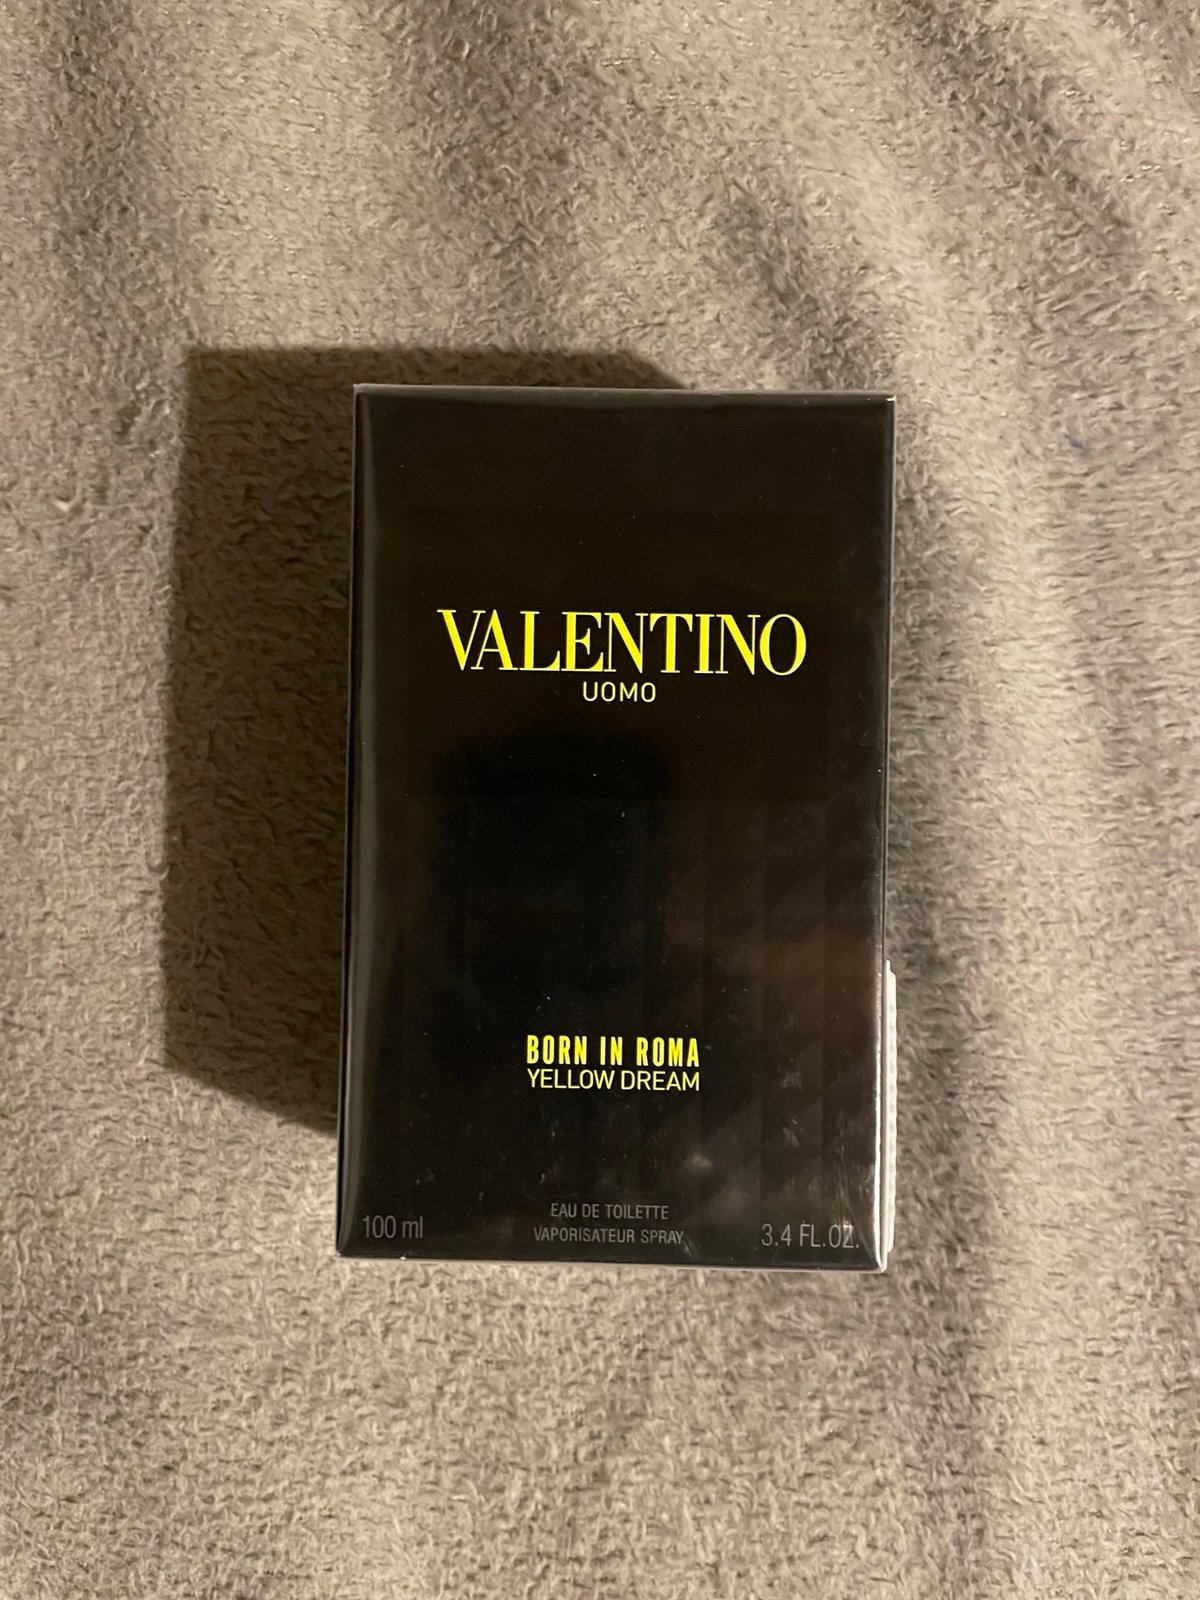 VALENTINO
UOMO
BORN IN ROMA
YELLOW DREAM
EAU DE TOILETTE
100 ml VAPORISATEUR SPRAY 3.4 FL.OZ.